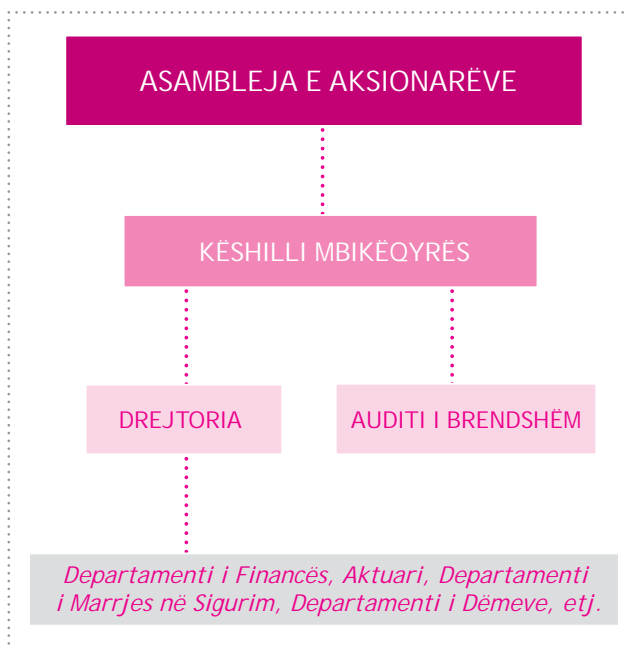 ASAMBLEJA E AKSIONARËVE
KËSHILLI MBIKËQYRËS
DREJTORIA
AUDITI I BRENDSHËM
Departamenti i Financës, Aktuari, Departamenti
i Marrjes në Sigurim, Departamenti i Dëmeve, etj.